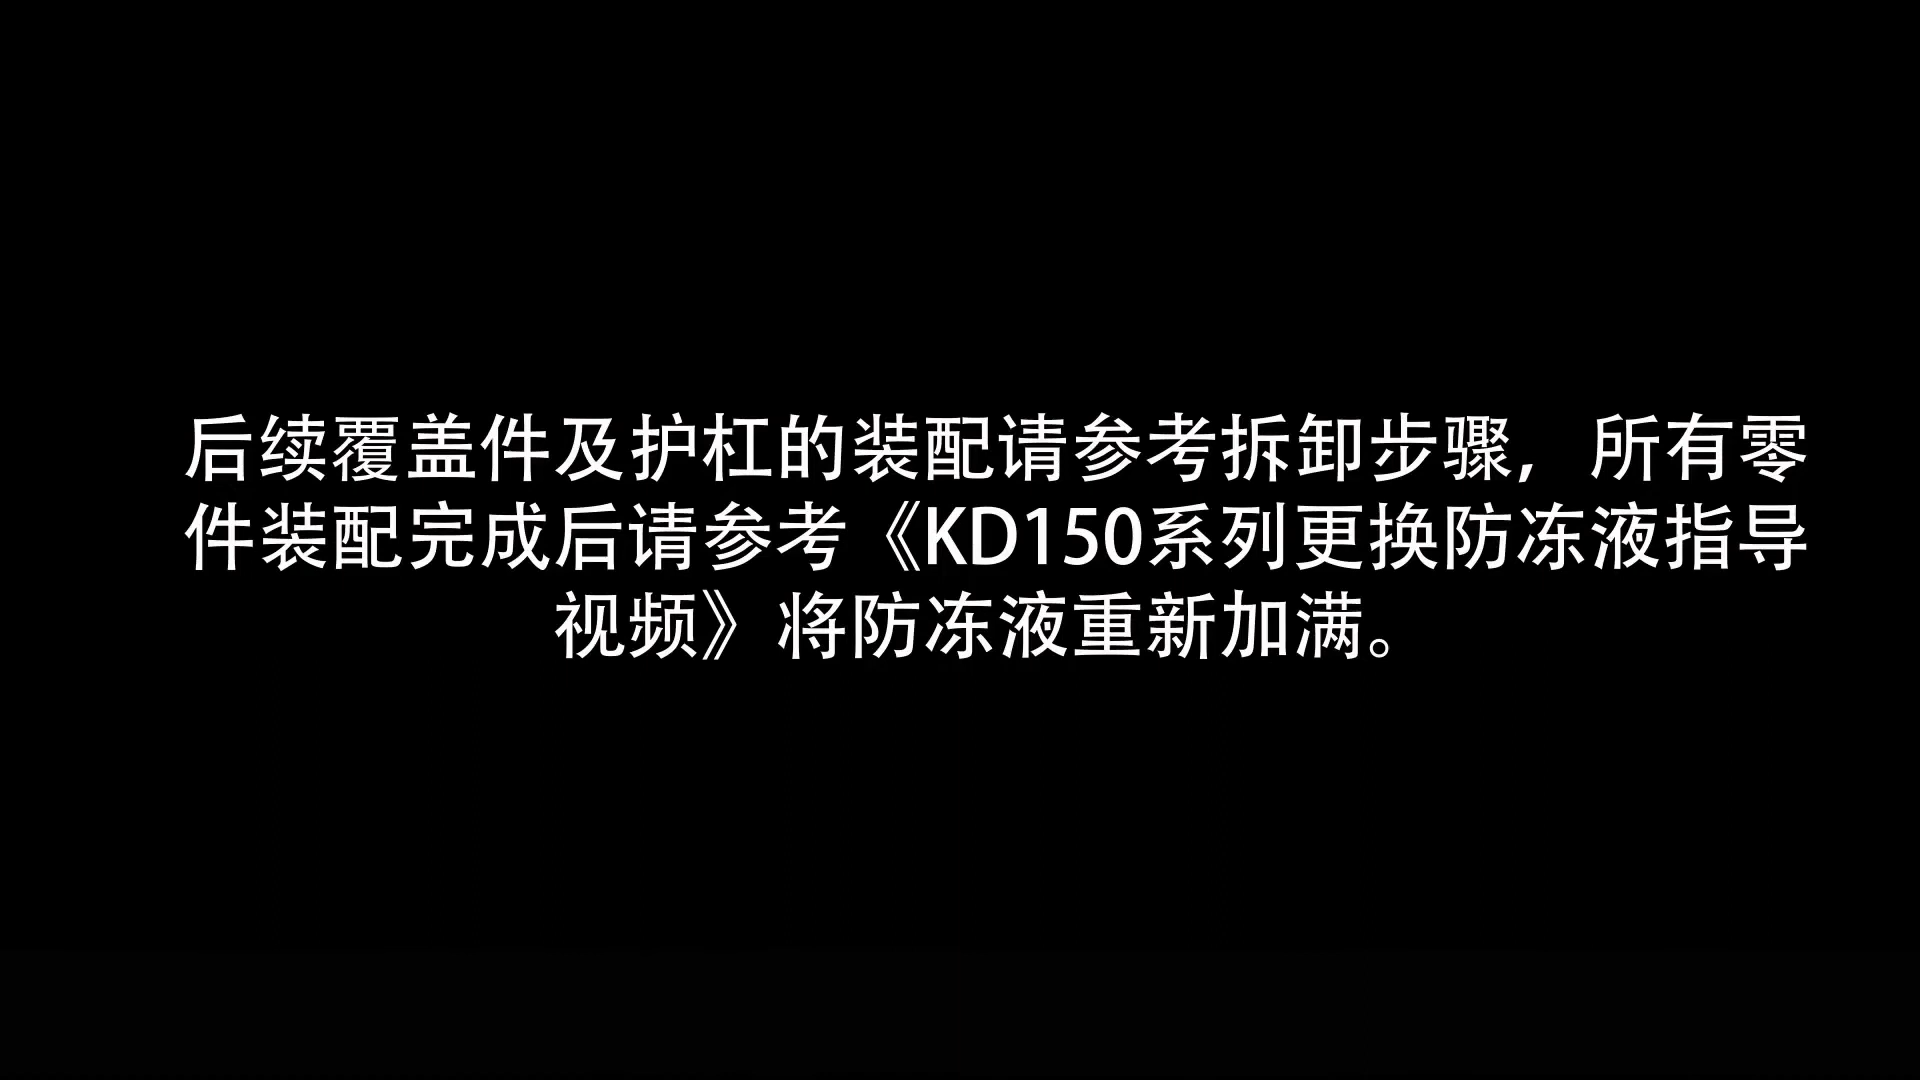 后续覆盖件及护杠的装配请参考拆卸步骤，所有零
件装配完成后请参考《KD150系列更换防冻液指导
视频》将防冻液重新加满。